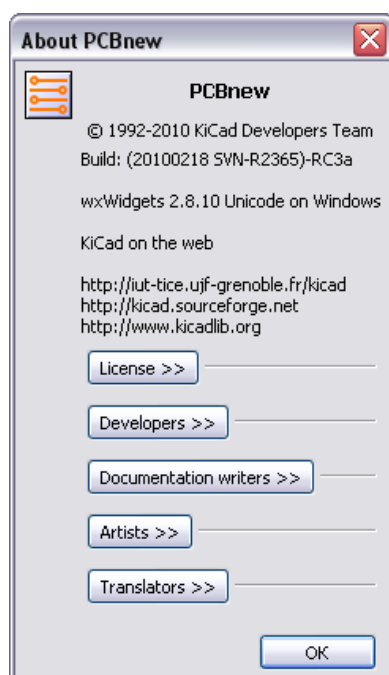 About PCBnew
PCBnew
© 1992-2010 KiCad Developers Team
Build: (20100218 SVN-R2365)-RC3a
wxWidgets 2.8.10 Unicode on Windows
KiCad on the web
http://iut-tice.ujf-grenoble.fr/kicad
http://kicad.sourceforge.net
http://www.kicadlib.org
License >>
Developers >>
Documentation writers >>
Artists >>
Translators >>
OK